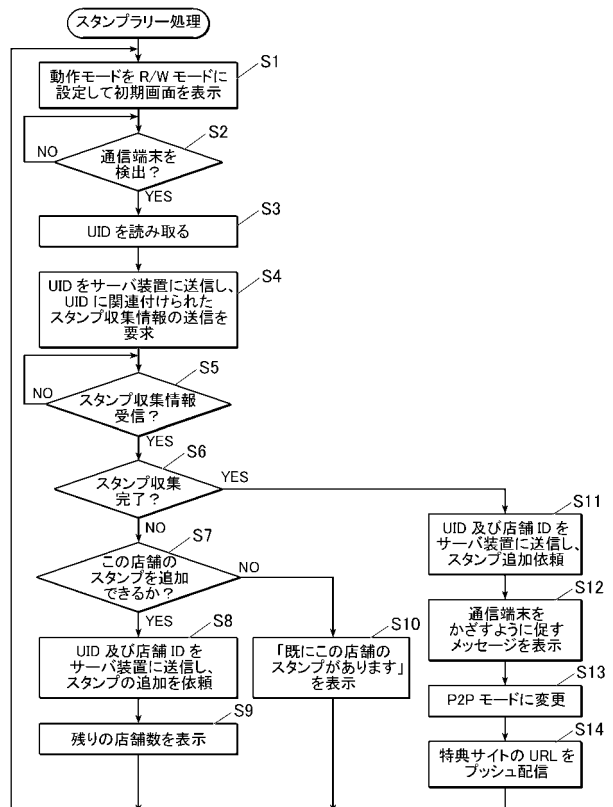 スタンプラリー処理
S1
動作モードを R/W モードに
設定して初期画面を表示
S2
通信端末を
検出？
NO
YES
S3
UID を読み取る
S4
UID をサーバ装置に送信し、
UID に関連付けられた
スタンプ収集情報の送信を
要求
S5
スタンプ収集情報
受信？
NO
YES
S6
スタンプ収集
完了？
YES
NO
S7
この店舗の
スタンプを追加
できるか？
NO
YES
S8
UID 及び店舗 ID を
サーバ装置に送信し、
スタンプの追加を依頼
S9
残りの店舗数を表示
S10
「既にこの店舗の
スタンプがあります」
を表示
S11
UID 及び店舗 ID を
サーバ装置に送信し、
スタンプ追加依頼
S12
通信端末を
かざすように促す
メッセージを表示
S13
P2P モードに変更
S14
特典サイトの URL を
プッシュ配信